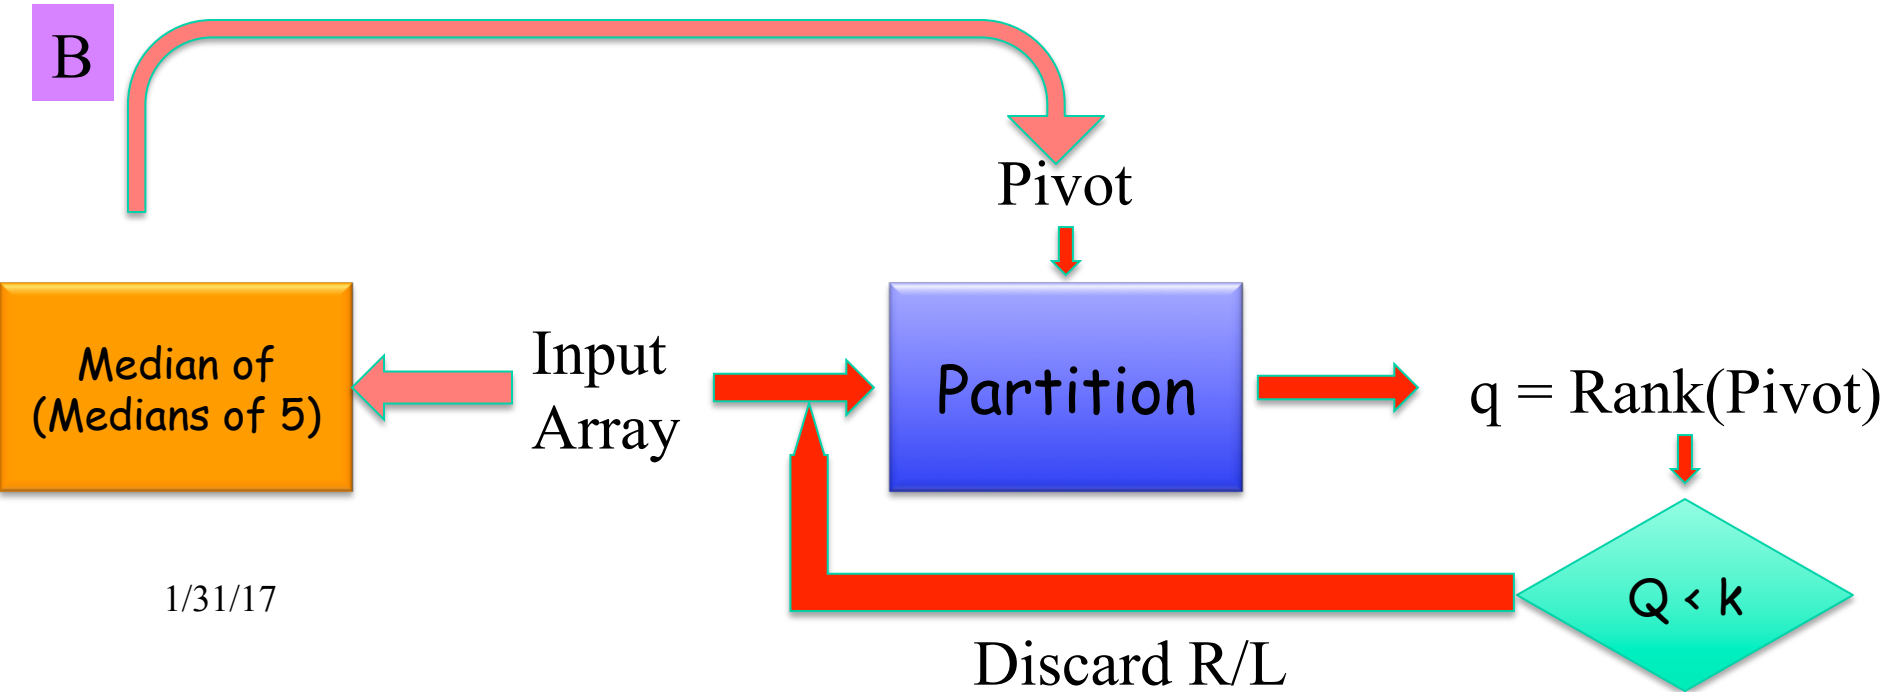 B
Pivot
Median of
(Medians of 5)
Input
Array
Partition
q = Rank(Pivot)
Q < k
1/31/17
Discard R/L